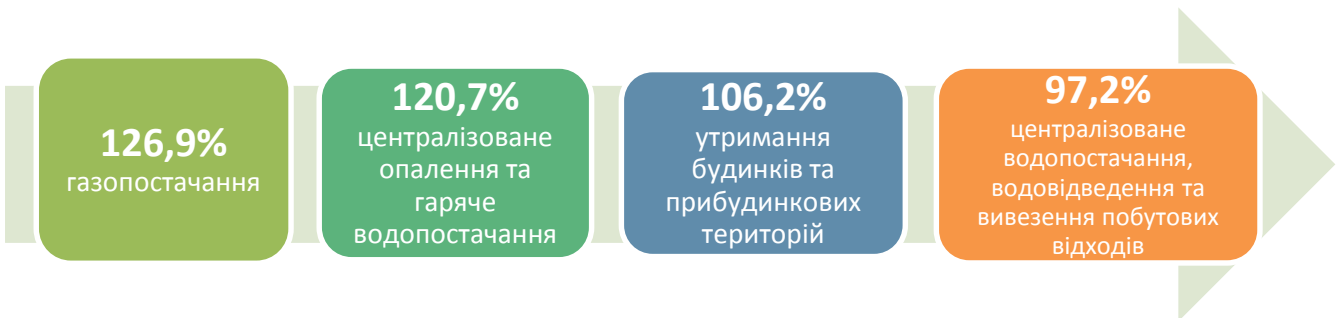 126,9%
газопостачання
120,7%
централізоване
опалення та
гаряче
водопостачання
106,2%
утримання
будинків та
прибудинкових
територій
97,2%
централізоване
водопостачання,
водовідведення та
вивезення побутових
відходів